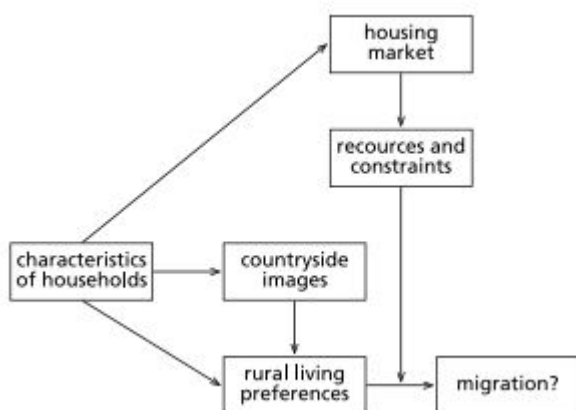 housing
market
recources and
constraints
characteristics
of households
countryside
images
rural living
preferences
migration?